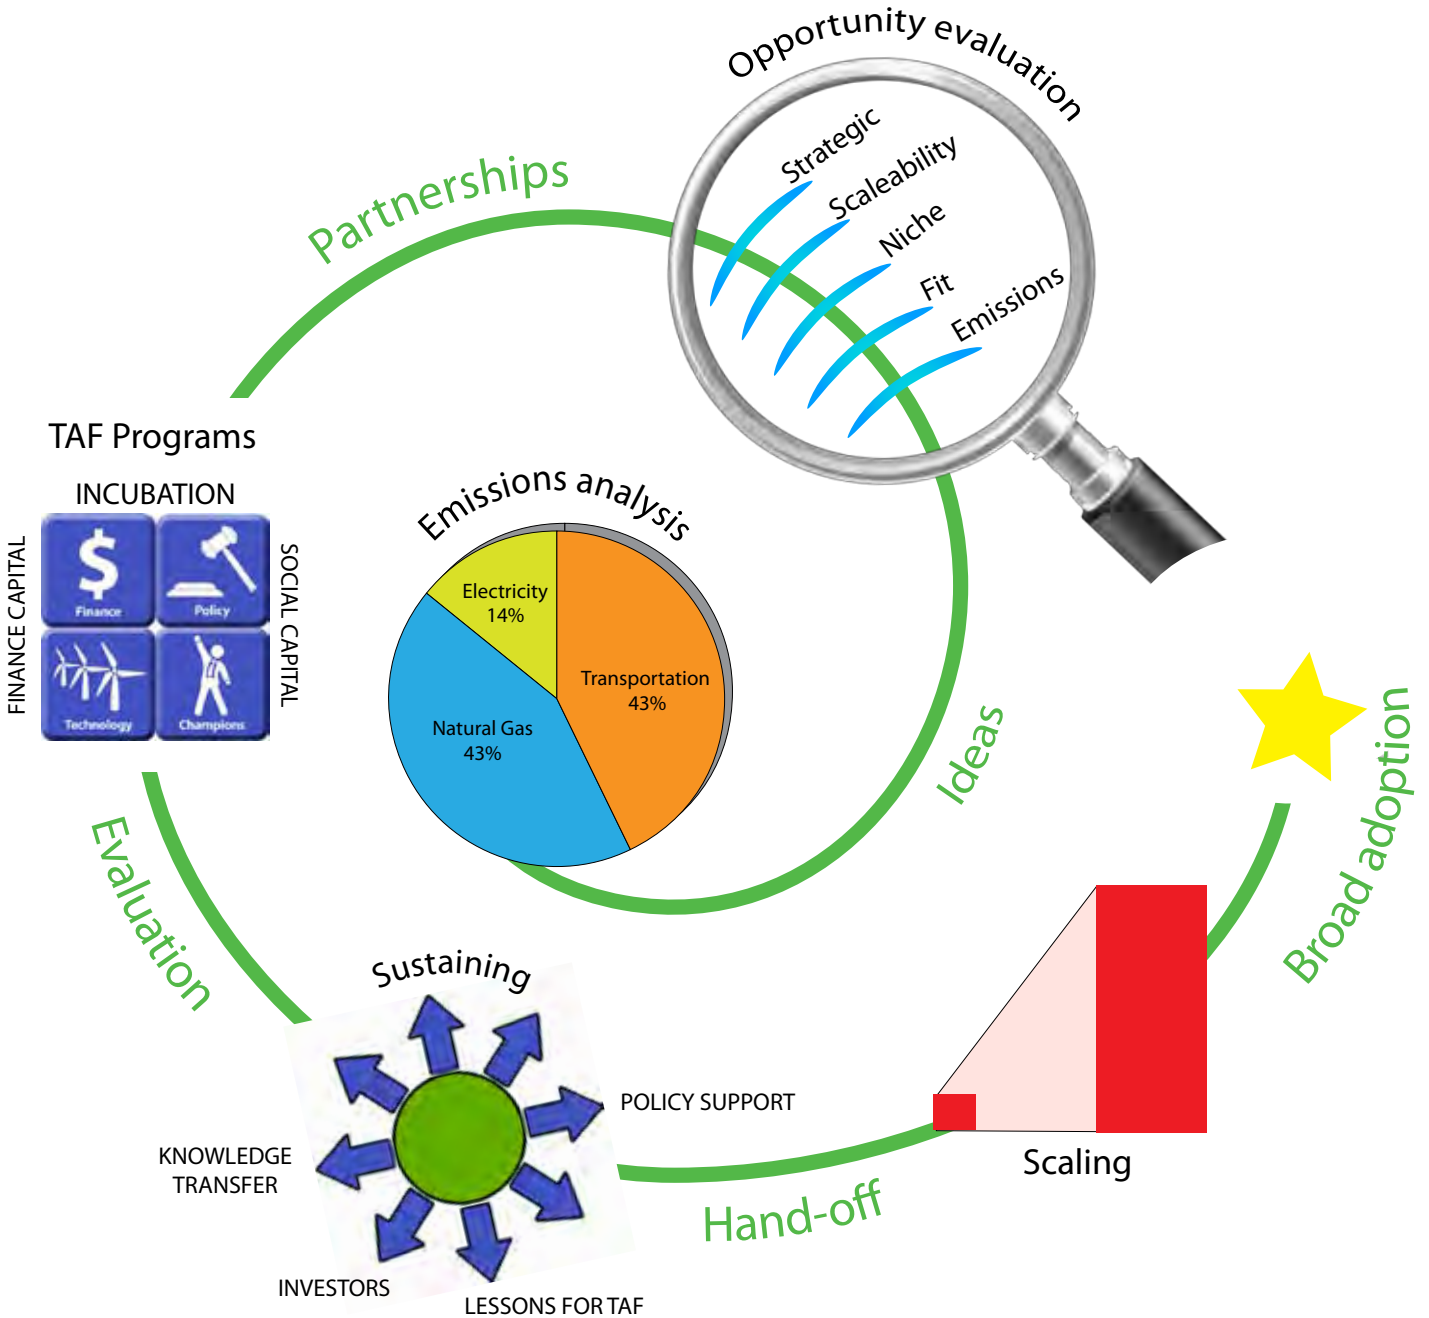 Opportunity evaluation
Strategic
Scaleability
Niche
Fit
Emissions
Partnerships
TAF Programs
INCUBATION
FINANCE CAPITAL
SOCIAL CAPITAL
Finance
Policy
Technology
Champions
Emissions analysis
Electricity
14%
Transportation
43%
Natural Gas
43%
Ideas
Broad adoption
Evaluation
Sustaining
POLICY SUPPORT
KNOWLEDGE
TRANSFER
INVESTORS
LESSONS FOR TAF
Hand-off
Scaling